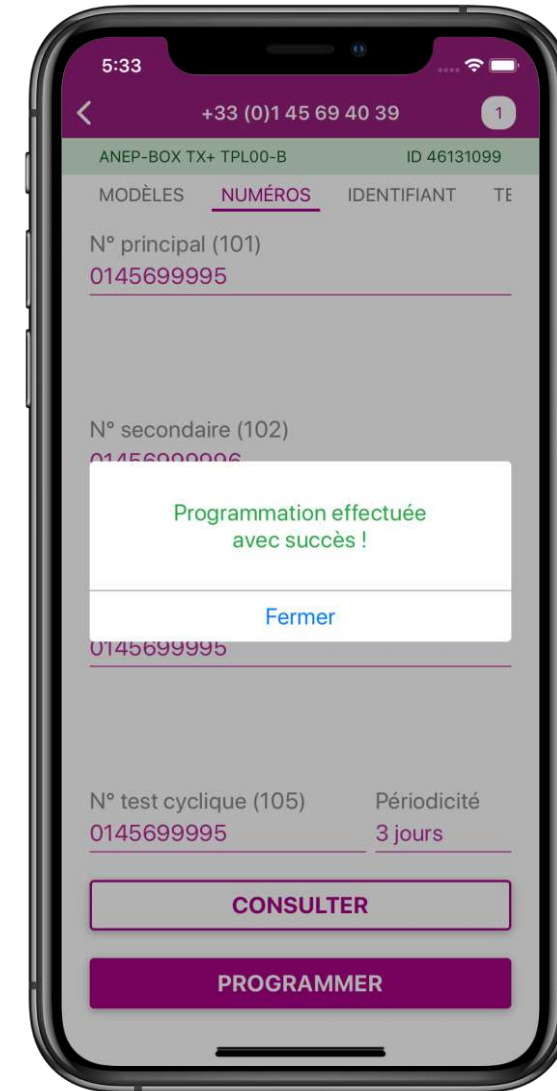 5:33
+33 (0)1 45 69 40 39
1
ANEP-BOX TX+ TPL00-B ID 46131099
MODÈLES NUMÉROS IDENTIFIANT TE
N° principal (101)
0145699995
N° secondaire (102)
0145699996
Programmation effectuée
avec succès !
Fermer
0145699995
N° test cyclique (105) Périodicité
0145699995 3 jours
CONSULTER
PROGRAMMER